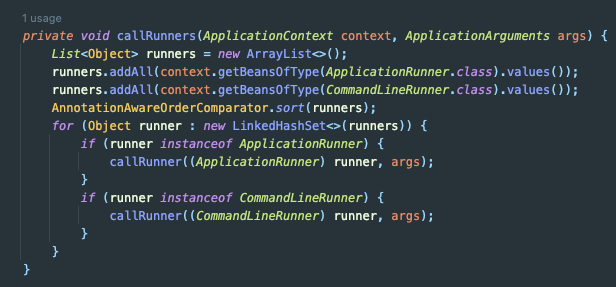 1 usage
private void callRunners(ApplicationContext context, ApplicationArguments args) {
    List<Object> runners = new ArrayList<>();
    runners.addAll(context.getBeansOfType(ApplicationRunner.class).values());
    runners.addAll(context.getBeansOfType(CommandLineRunner.class).values());
    AnnotationAwareOrderComparator.sort(runners);
    for (Object runner : new LinkedHashSet<>(runners)) {
        if (runner instanceof ApplicationRunner) {
            callRunner((ApplicationRunner) runner, args);
        }
        if (runner instanceof CommandLineRunner) {
            callRunner((CommandLineRunner) runner, args);
        }
    }
}